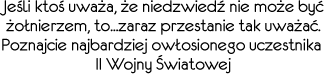 Jeśli ktoś uważa, że niedzwiedź nie może być
żołnierzem, to...zaraz przestanie tak uważać.
Poznajcie najbardziej owłosionego uczestnika
II Wojny Światowej